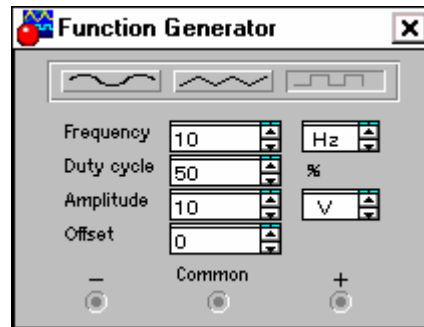 Function Generator
Frequency 10 Hz
Duty cycle 50 %
Amplitude 10 V
Offset 0
− Common +